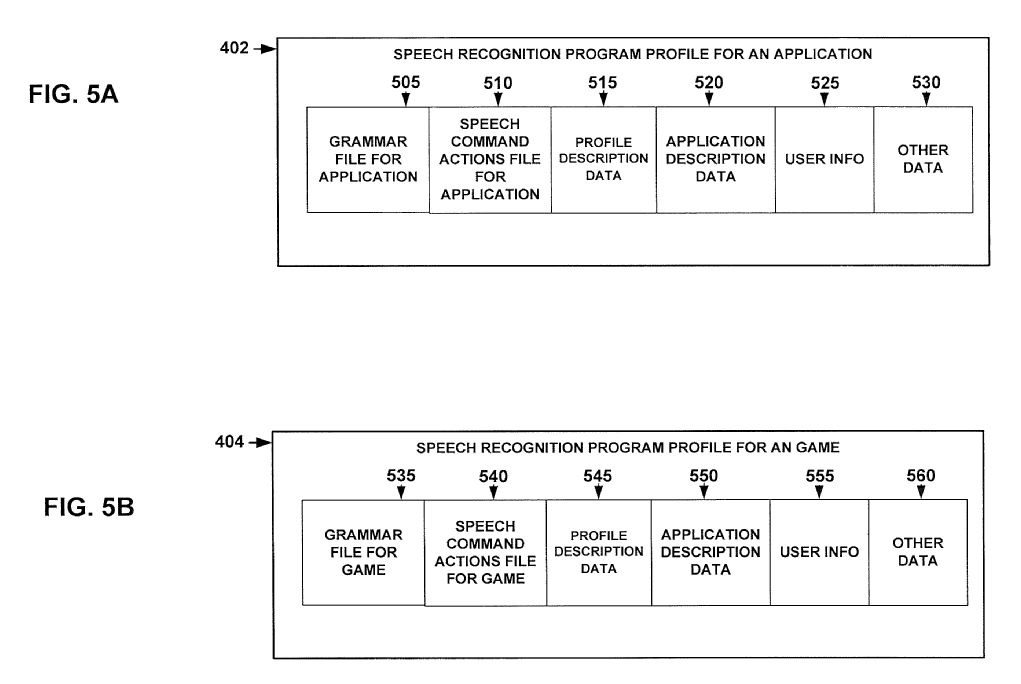 402
SPEECH RECOGNITION PROGRAM PROFILE FOR AN APPLICATION
FIG. 5A
505 510 515 520 525 530
GRAMMAR
FILE FOR
APPLICATION
SPEECH
COMMAND
ACTIONS FILE
FOR
APPLICATION
PROFILE
DESCRIPTION
DATA
APPLICATION
DESCRIPTION
DATA
USER INFO
OTHER
DATA
404
SPEECH RECOGNITION PROGRAM PROFILE FOR AN GAME
FIG. 5B
535 540 545 550 555 560
GRAMMAR
FILE FOR
GAME
SPEECH
COMMAND
ACTIONS FILE
FOR GAME
PROFILE
DESCRIPTION
DATA
APPLICATION
DESCRIPTION
DATA
USER INFO
OTHER
DATA